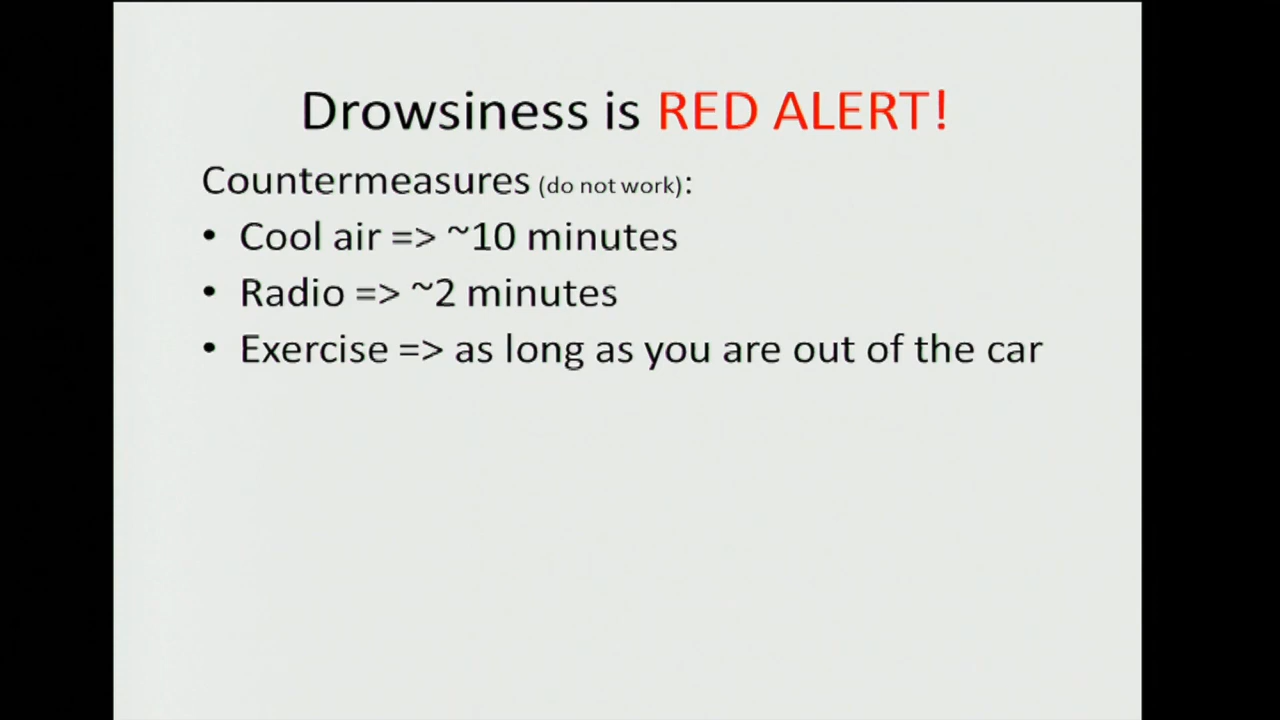 Drowsiness is RED ALERT!
Countermeasures (do not work):
• Cool air => ~10 minutes
• Radio => ~2 minutes
• Exercise => as long as you are out of the car